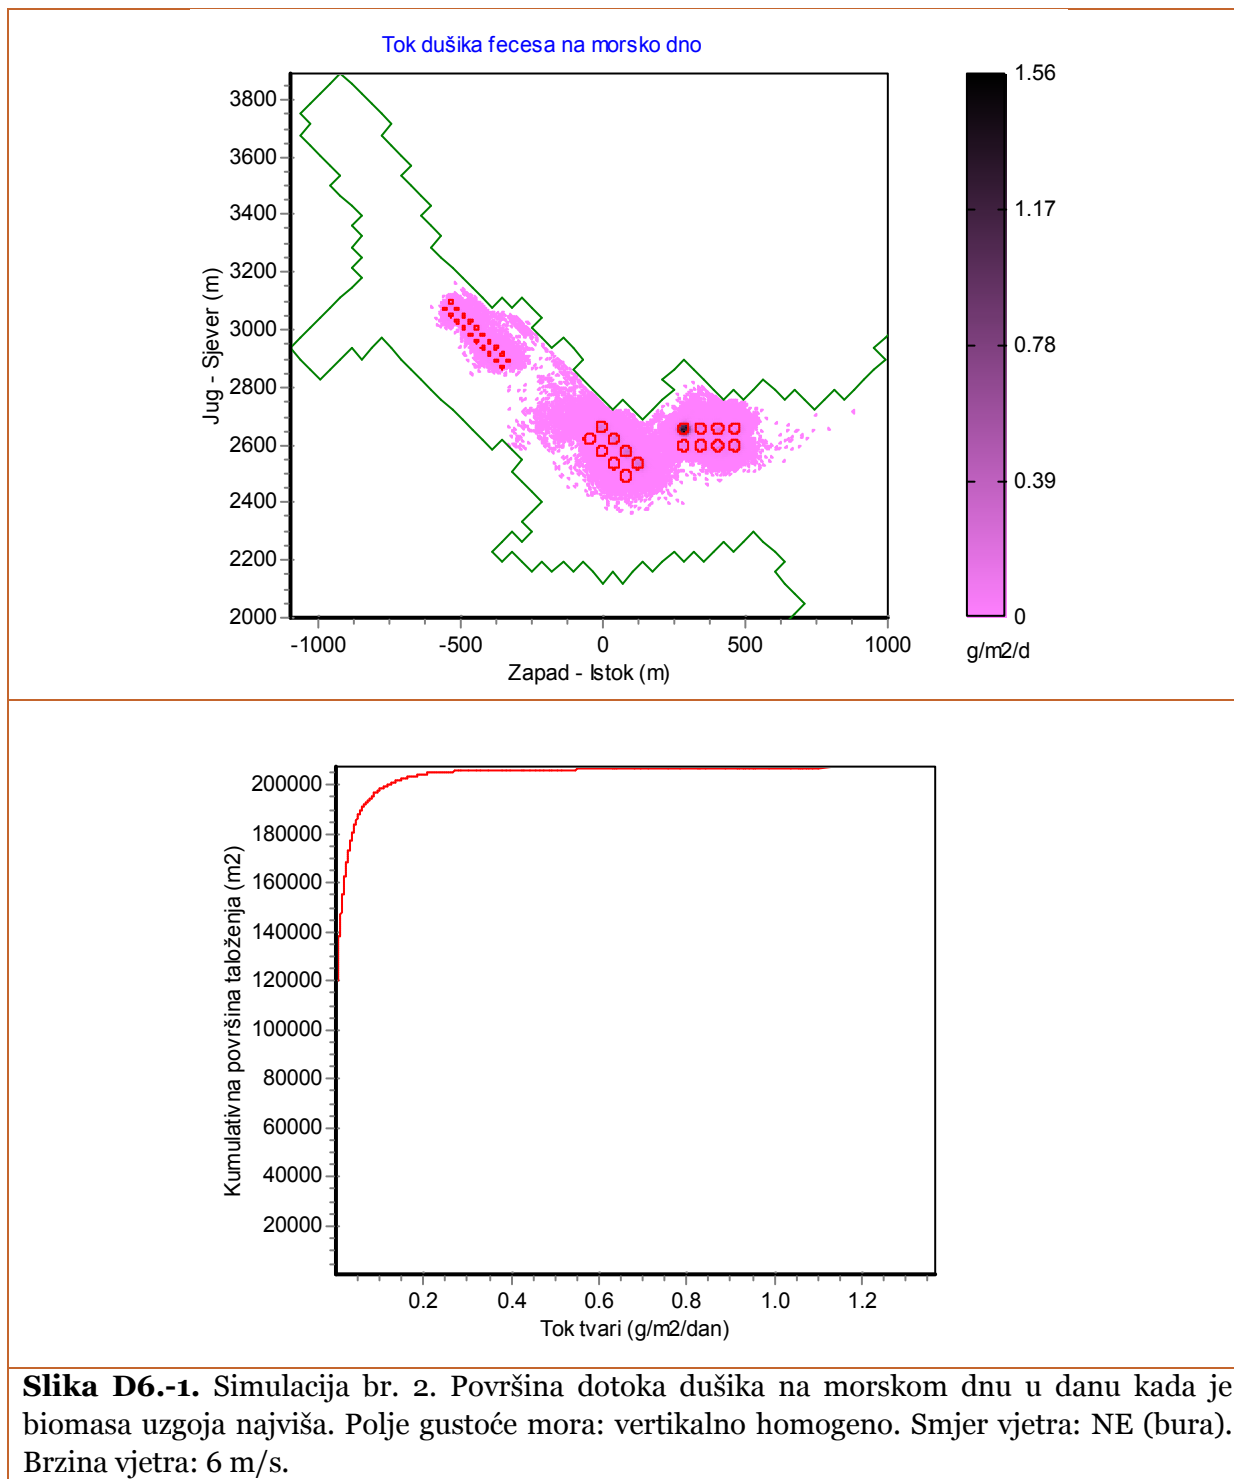 Tok dušika fecesa na morsko dno
3800
3600
3400
3200
3000
2800
2600
2400
2200
2000
Jug - Sjever (m)
-1000 -500 0 500 1000
Zapad - Istok (m)
1.56
1.17
0.78
0.39
0
g/m2/d
200000
180000
160000
140000
120000
100000
80000
60000
40000
20000
Kumulativna površina taloženja (m2)
0.2 0.4 0.6 0.8 1.0 1.2
Tok tvari (g/m2/dan)
Slika D6.-1. Simulacija br. 2. Površina dotoka dušika na morskom dnu u danu kada je
biomasa uzgoja najviša. Polje gustoće mora: vertikalno homogeno. Smjer vjetra: NE (bura).
Brzina vjetra: 6 m/s.